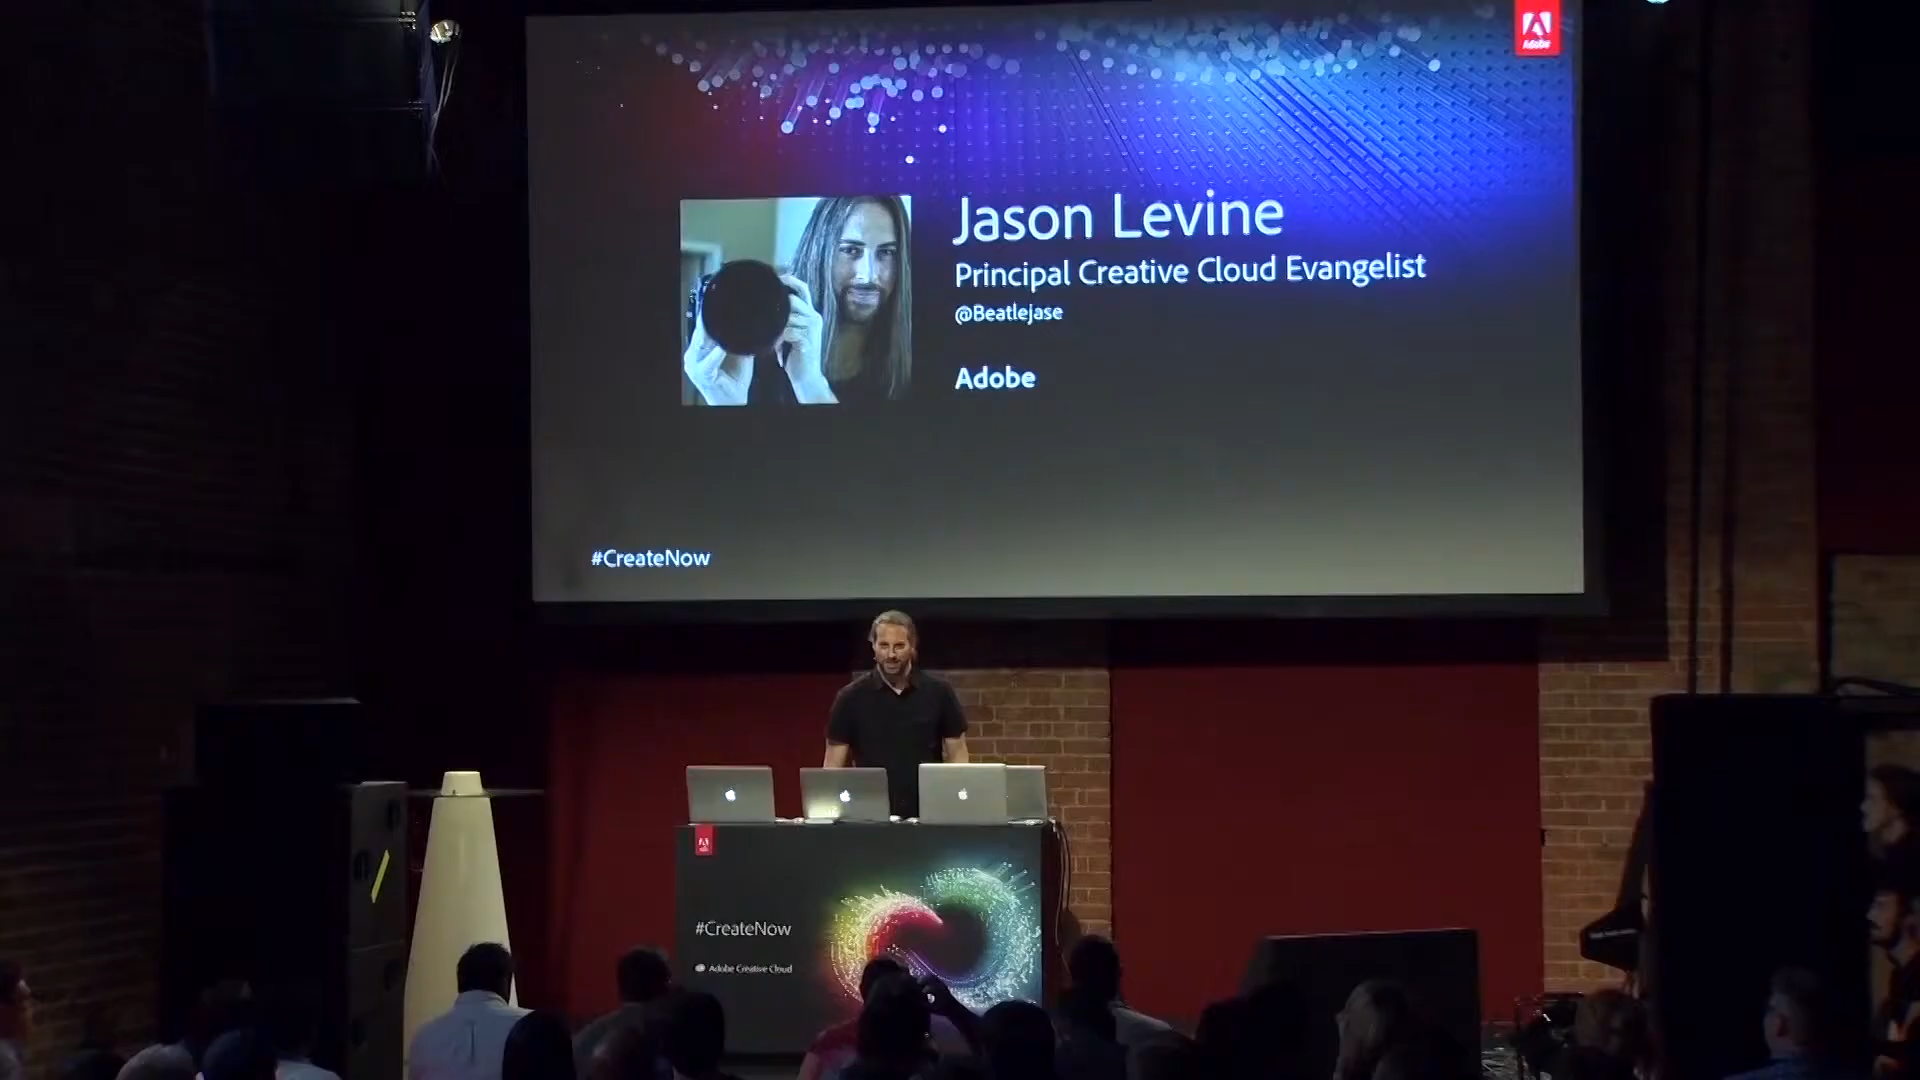 Adobe
Jason Levine
Principal Creative Cloud Evangelist
@Beatlejase
Adobe
#CreateNow
#CreateNow
Adobe Creative Cloud